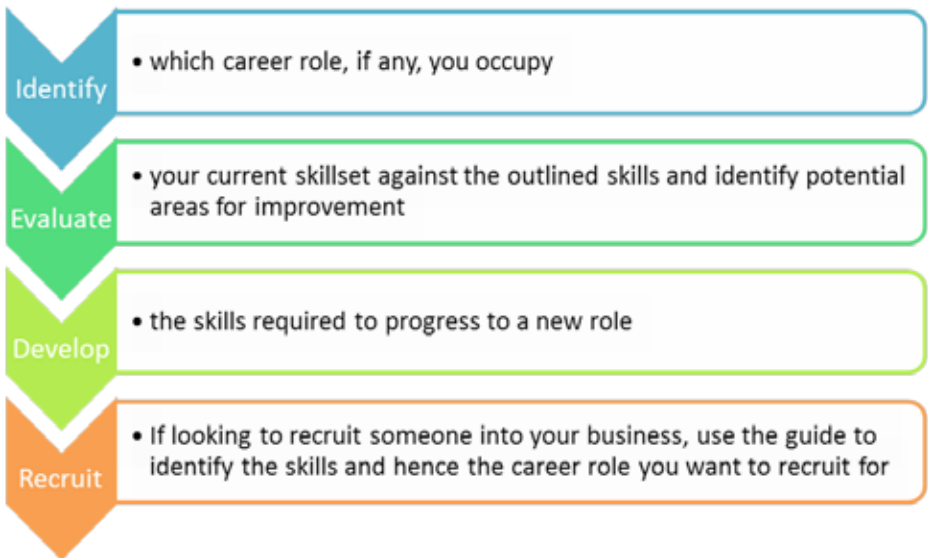 Identify
• which career role, if any, you occupy
Evaluate
• your current skillset against the outlined skills and identify potential
areas for improvement
Develop
• the skills required to progress to a new role
Recruit
• If looking to recruit someone into your business, use the guide to
identify the skills and hence the career role you want to recruit for